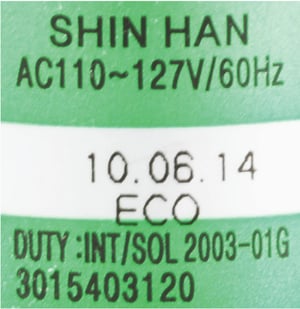 SHIN HAN
AC110~127V/60Hz
10.06.14
ECO
DUTY:INT/SOL 2003-01G
3015403120